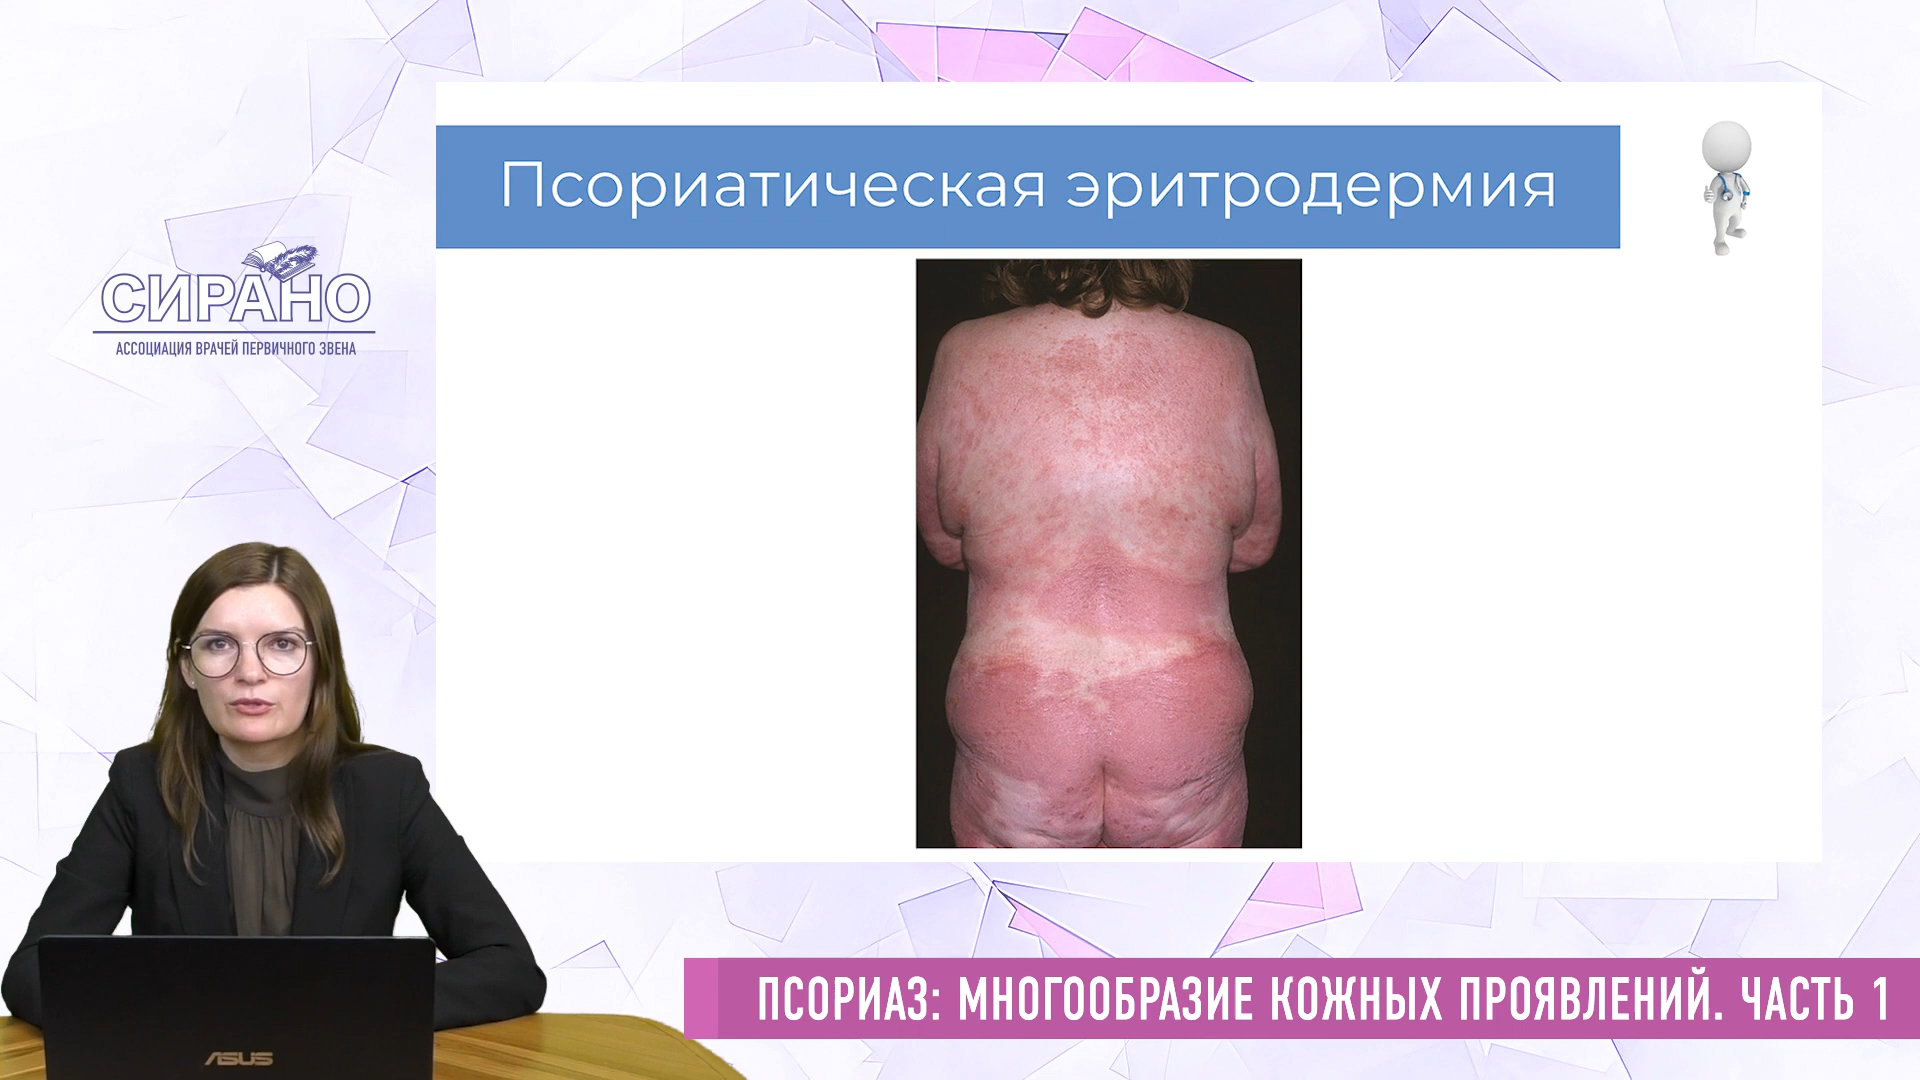 Псориатическая эритродермия
СИРАНО
АССОЦИАЦИЯ ВРАЧЕЙ ПЕРВИЧНОГО ЗВЕНА
ASUS
ПСОРИАЗ: МНОГООБРАЗИЕ КОЖНЫХ ПРОЯВЛЕНИЙ. ЧАСТЬ 1